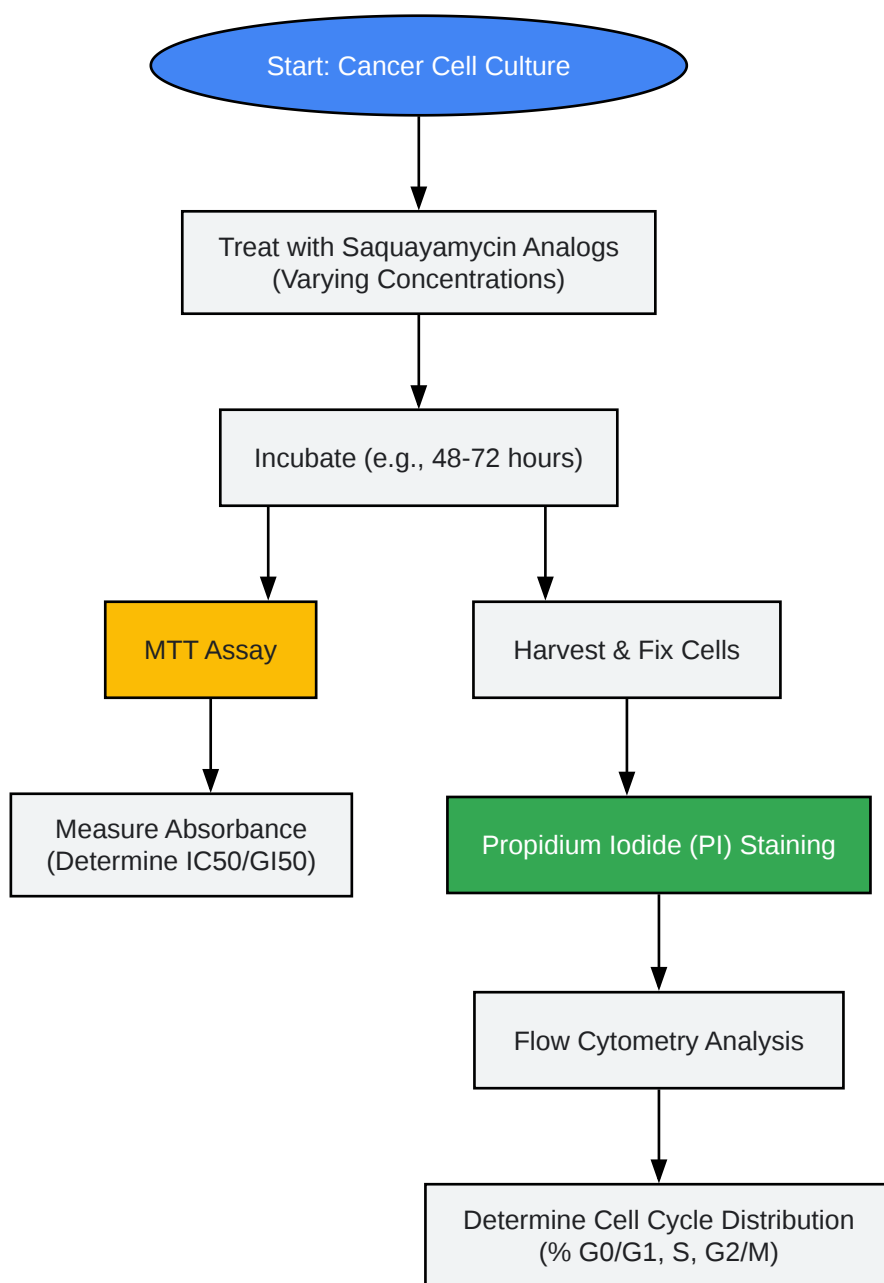 Start: Cancer Cell Culture
Treat with Saquayamycin Analogs
(Varying Concentrations)
Incubate (e.g., 48-72 hours)
MTT Assay
Harvest & Fix Cells
Measure Absorbance
(Determine IC50/GI50)
Propidium Iodide (PI) Staining
Flow Cytometry Analysis
Determine Cell Cycle Distribution
(% G0/G1, S, G2/M)